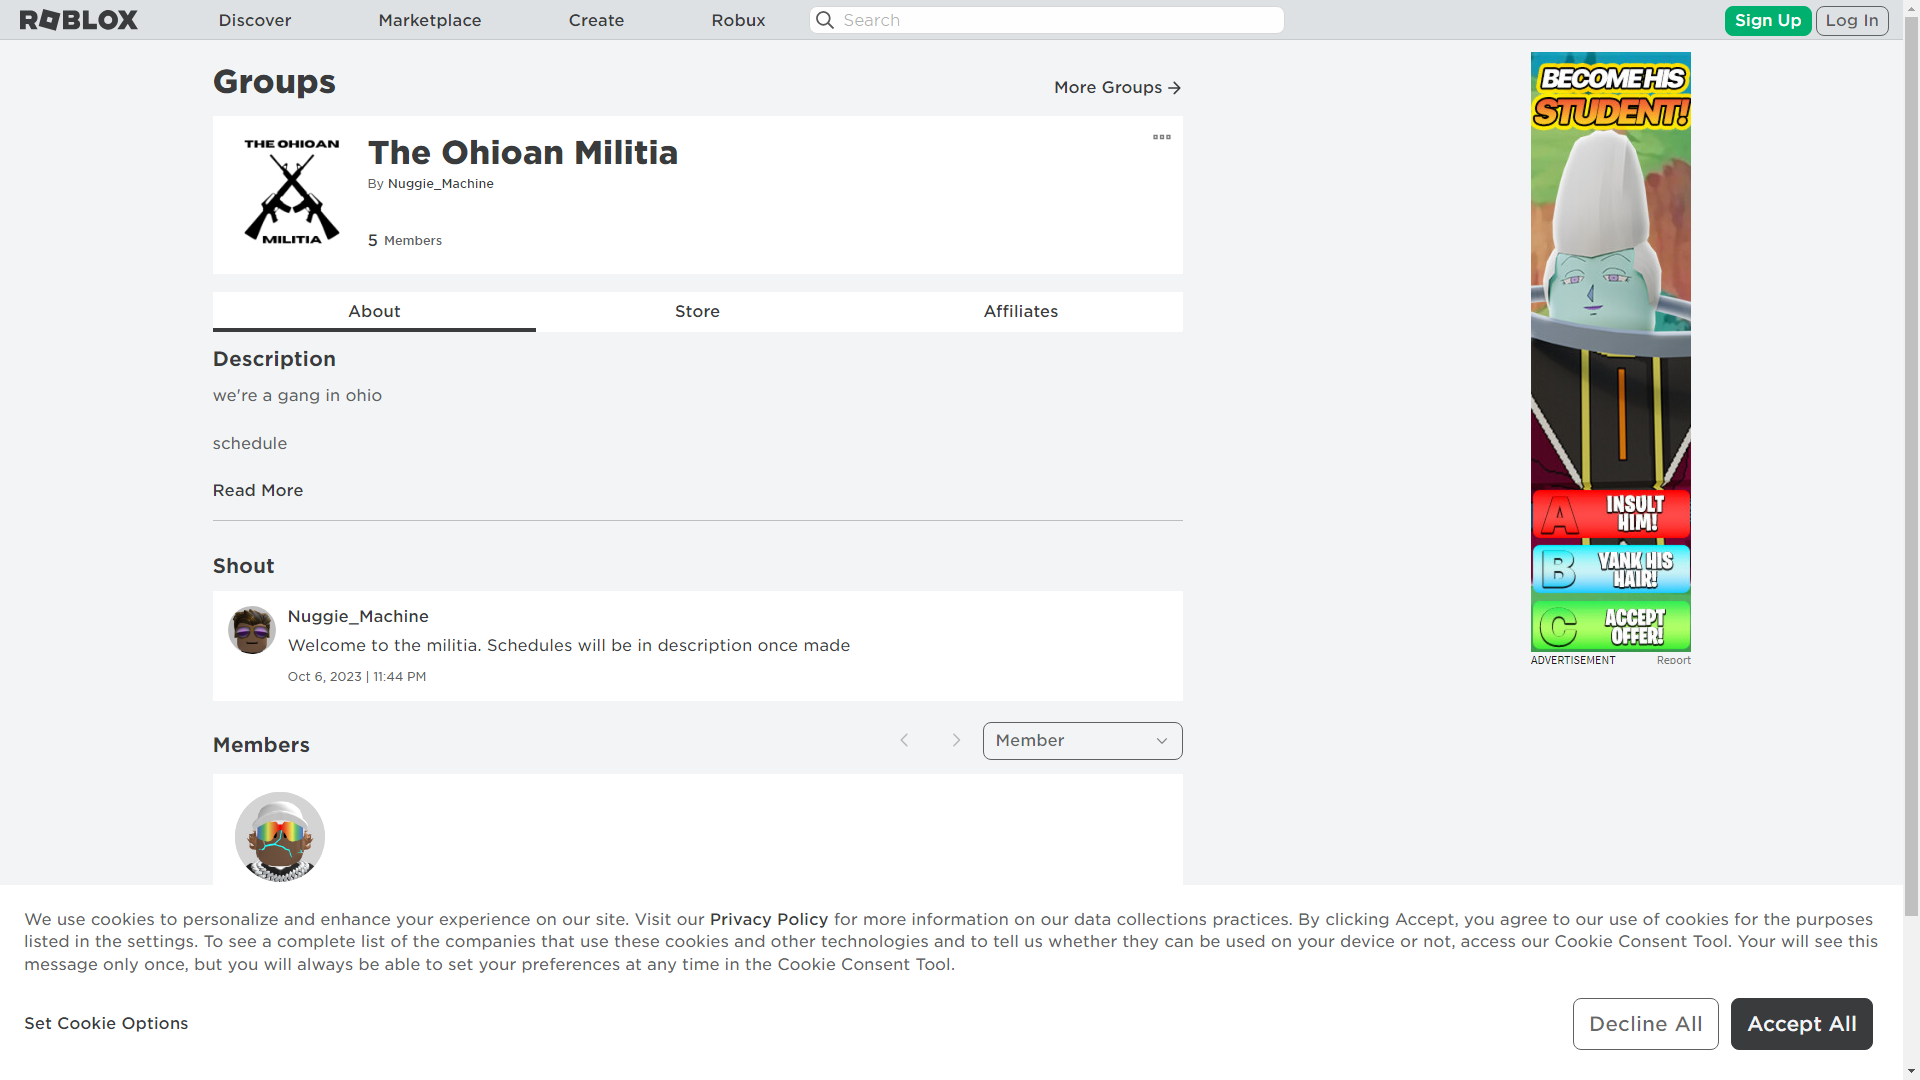 ROBLOX
Discover
Marketplace
Create
Robux
Search
Sign Up
Log In
Groups
More Groups
THE OHIOAN
MILITIA
The Ohioan Militia
By Nuggie_Machine
5 Members
About
Store
Affiliates
Description
we're a gang in ohio
schedule
Read More
Shout
Nuggie_Machine
Welcome to the militia. Schedules will be in description once made
Oct 6, 2023 | 11:44 PM
Members
Member
BECOME HIS
STUDENT!
A INSULT
HIM!
B YANK HIS
HAIR!
C ACCEPT
OFFER!
ADVERTISEMENT
Report
We use cookies to personalize and enhance your experience on our site. Visit our Privacy Policy for more information on our data collections practices. By clicking Accept, you agree to our use of cookies for the purposes
listed in the settings. To see a complete list of the companies that use these cookies and other technologies and to tell us whether they can be used on your device or not, access our Cookie Consent Tool. Your will see this
message only once, but you will always be able to set your preferences at any time in the Cookie Consent Tool.
Set Cookie Options
Decline All
Accept All